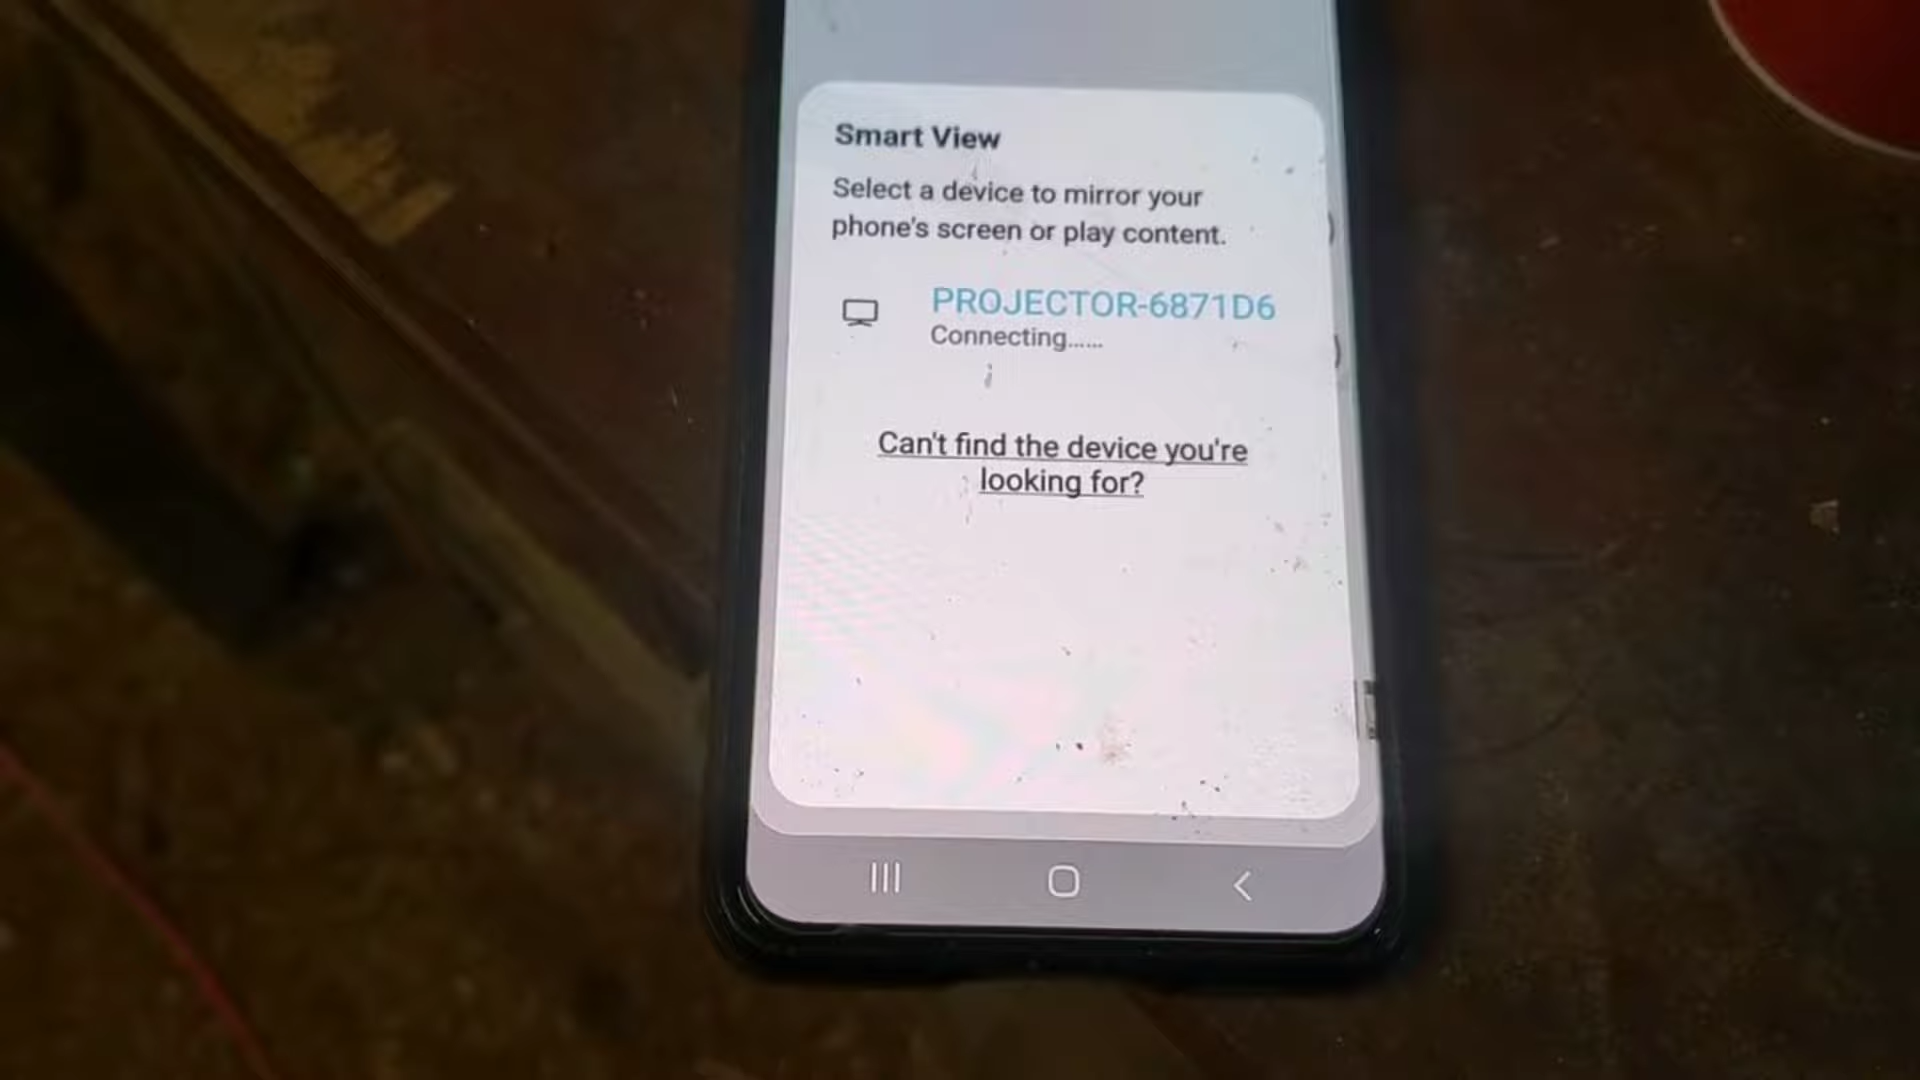 Smart View
Select a device to mirror your
phone's screen or play content.
PROJECTOR-6871D6
Connecting......
Can't find the device you're
looking for?